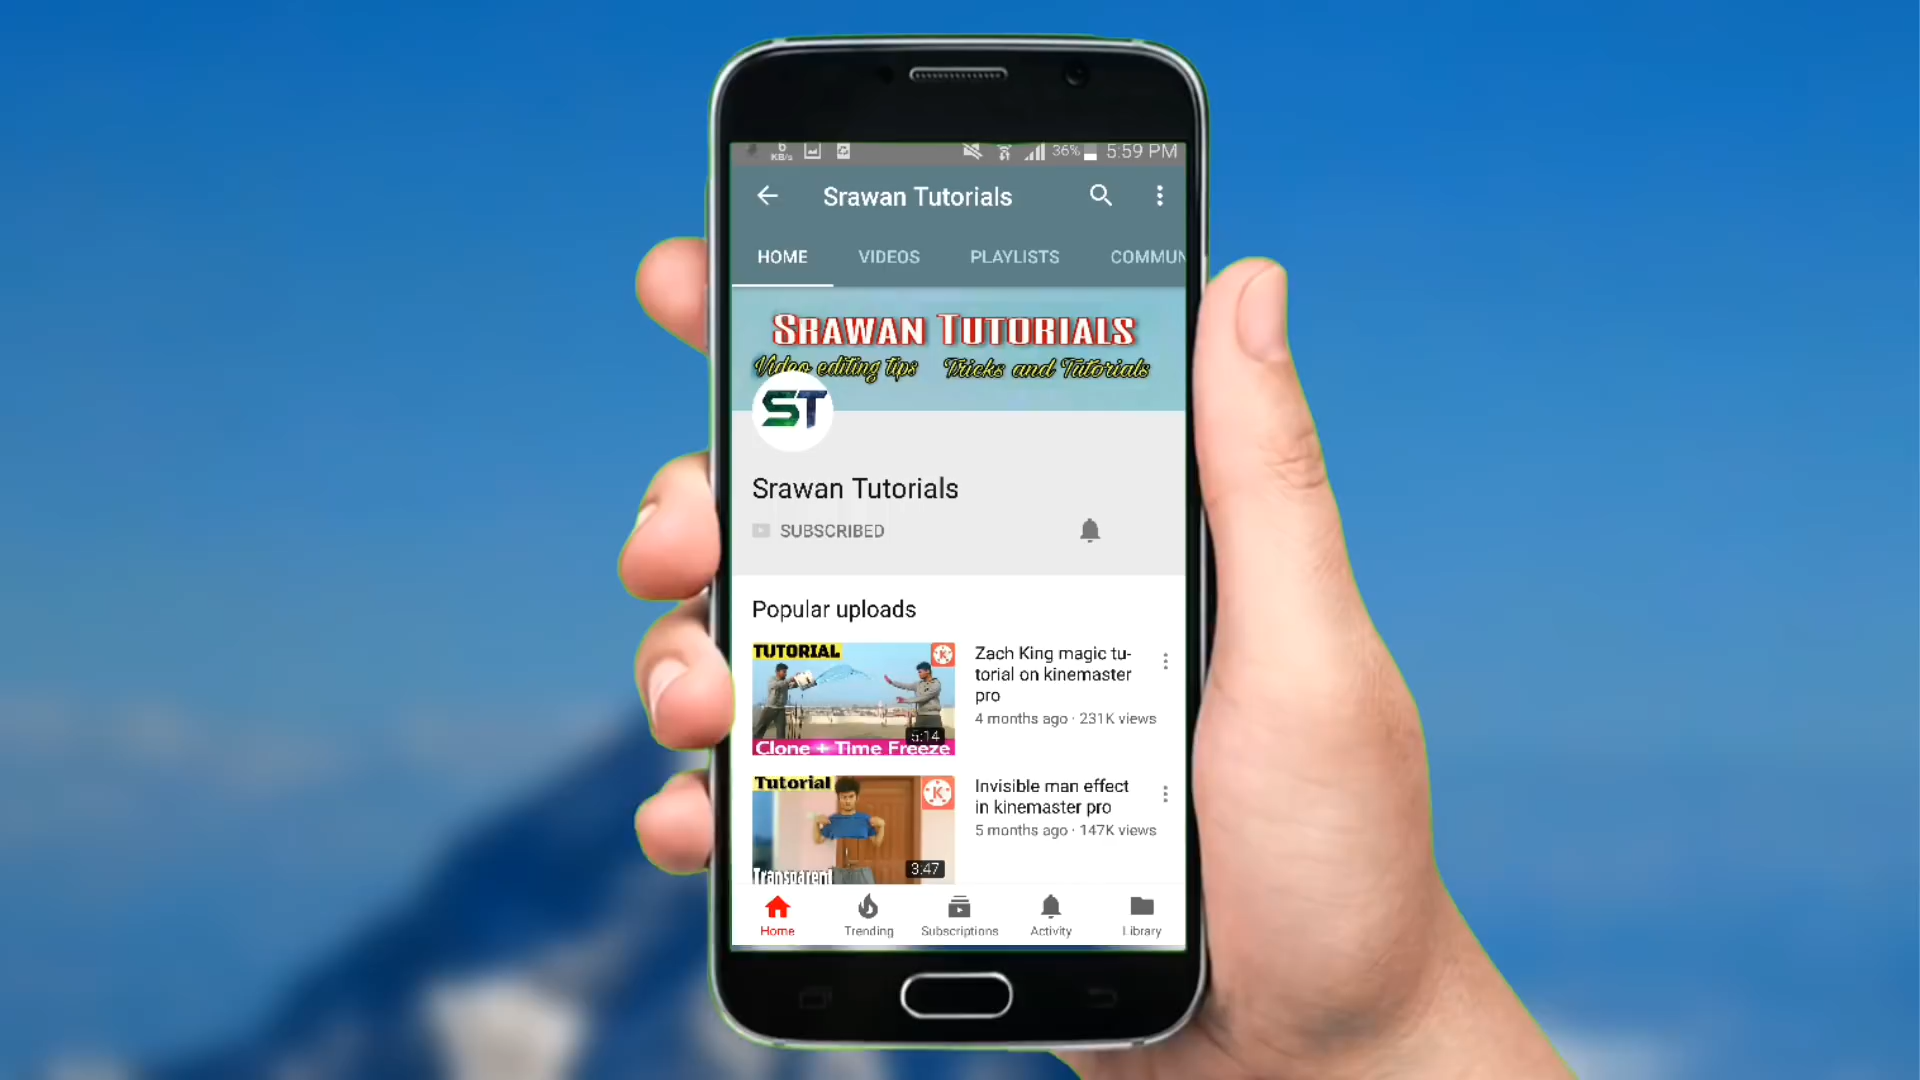 6
KB/s
36%
5:59 PM
Srawan Tutorials
HOME VIDEOS PLAYLISTS COMMUN
SRAWAN TUTORIALS
Video editing tips Tricks and Tutorials
ST
Srawan Tutorials
SUBSCRIBED
Popular uploads
TUTORIAL
K
Clone + Time Freeze
5:14
Zach King magic tu-
torial on kinemaster
pro
4 months ago · 231K views
Tutorial
K
Transparent
3:47
Invisible man effect
in kinemaster pro
5 months ago · 147K views
Home Trending Subscriptions Activity Library